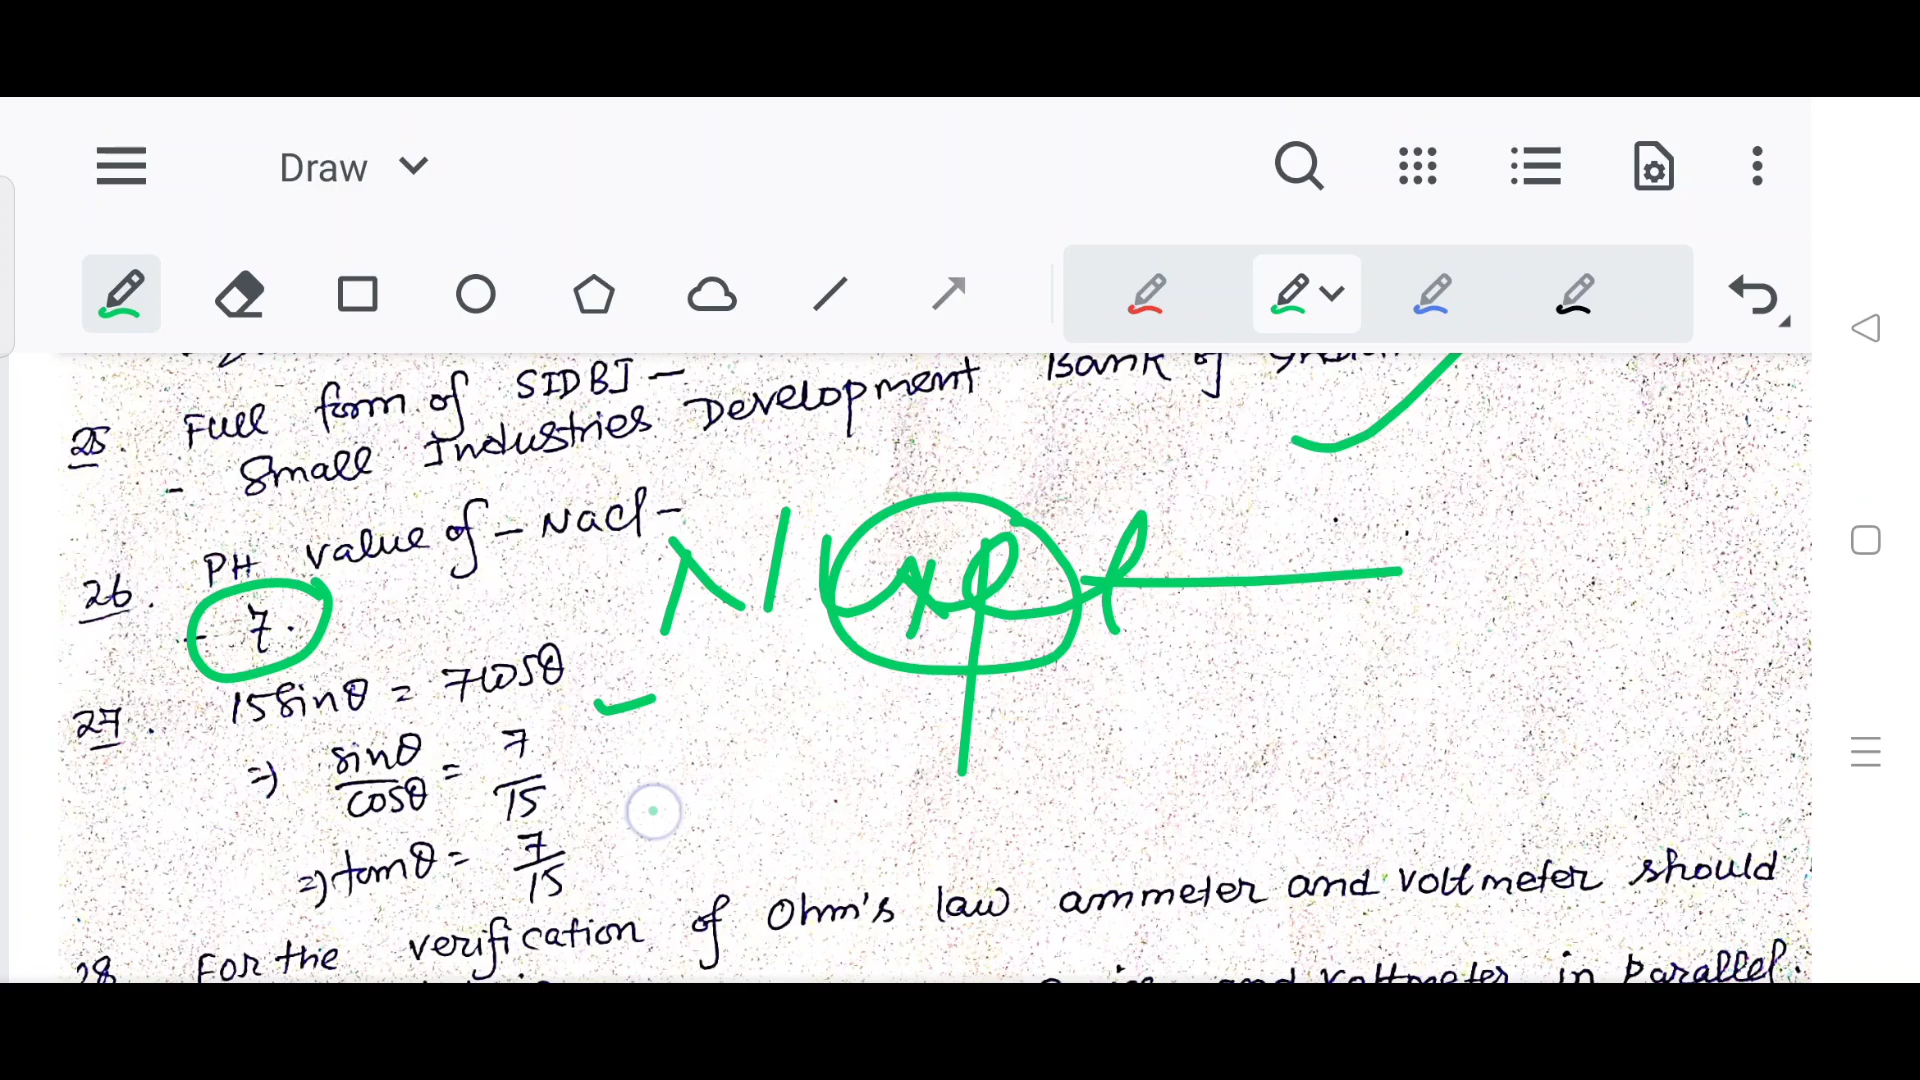 Draw
25. Full form of SIDBI -
- Small Industries Development Bank of
26. PH value of - Nacl -
- 7.
27. 15sinθ = 7cosθ
=) sinθ/cosθ = 7/15
=) tanθ = 7/15
28 For the verification of Ohm's law ammeter and voltmeter should
and voltmeter in parallel.